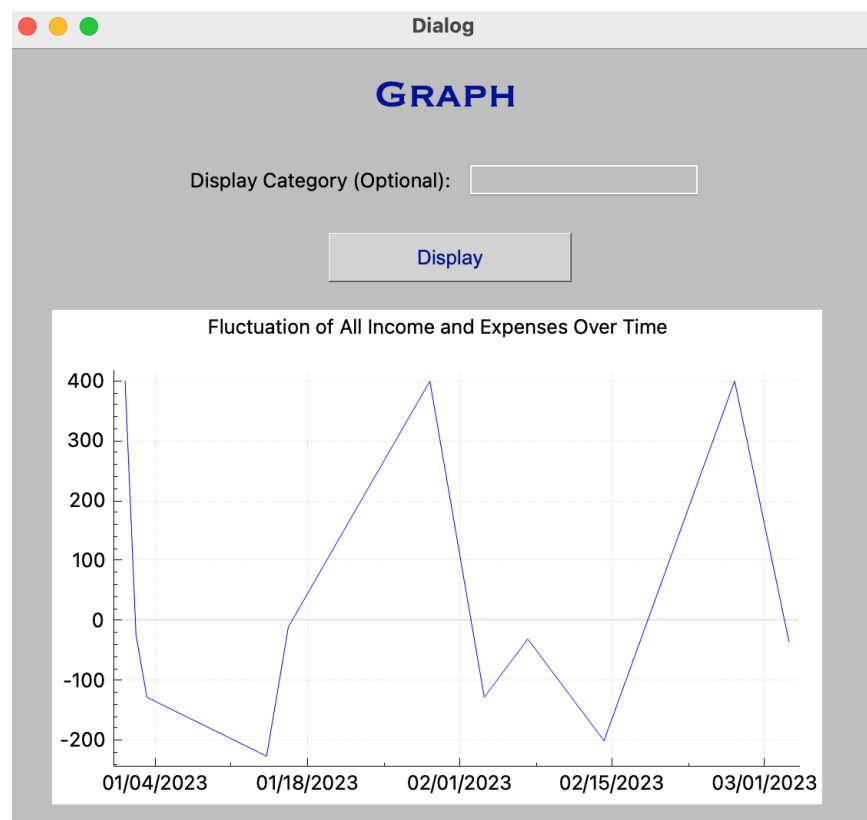 Dialog
GRAPH
Display Category (Optional):
Display
Fluctuation of All Income and Expenses Over Time
400
300
200
100
0
-100
-200
01/04/2023 01/18/2023 02/01/2023 02/15/2023 03/01/2023